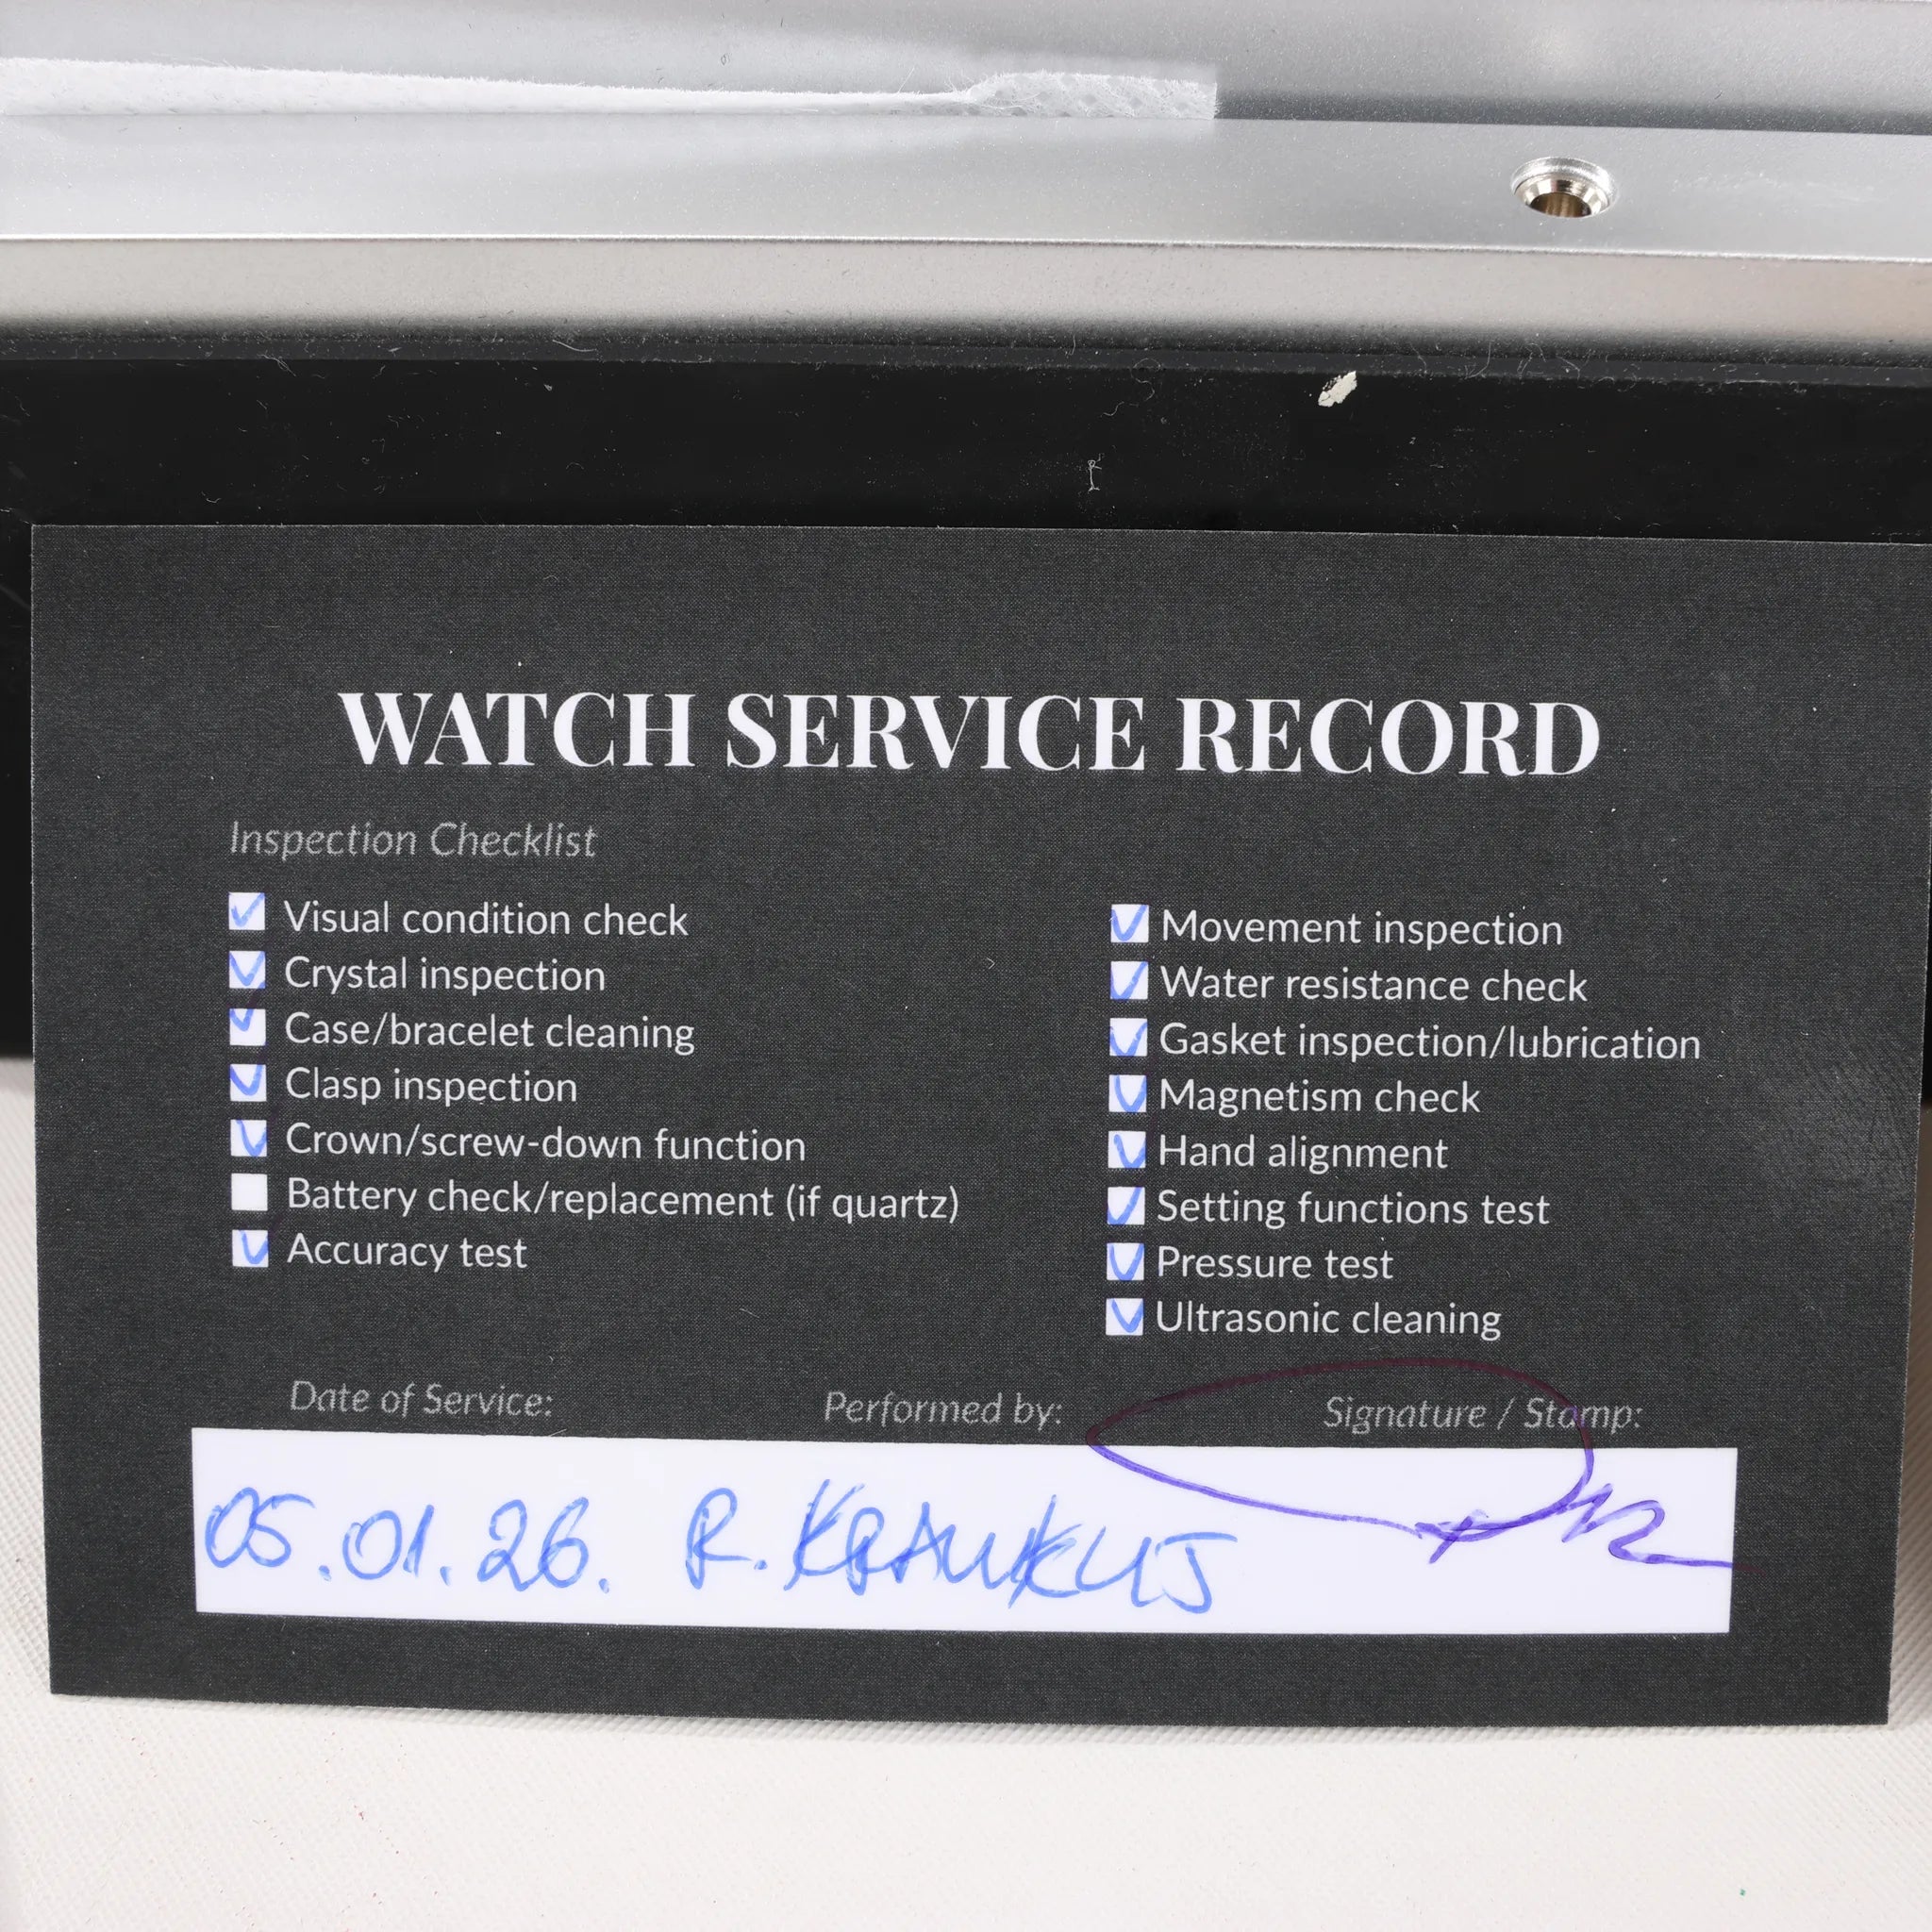 WATCH SERVICE RECORD
Inspection Checklist
Visual condition check
Crystal inspection
Case/bracelet cleaning
Clasp inspection
Crown/screw-down function
Battery check/replacement (if quartz)
Accuracy test
Movement inspection
Water resistance check
Gasket inspection/lubrication
Magnetism check
Hand alignment
Setting functions test
Pressure test
Ultrasonic cleaning
Date of Service: Performed by: Signature / Stamp:
05.01.26. R.